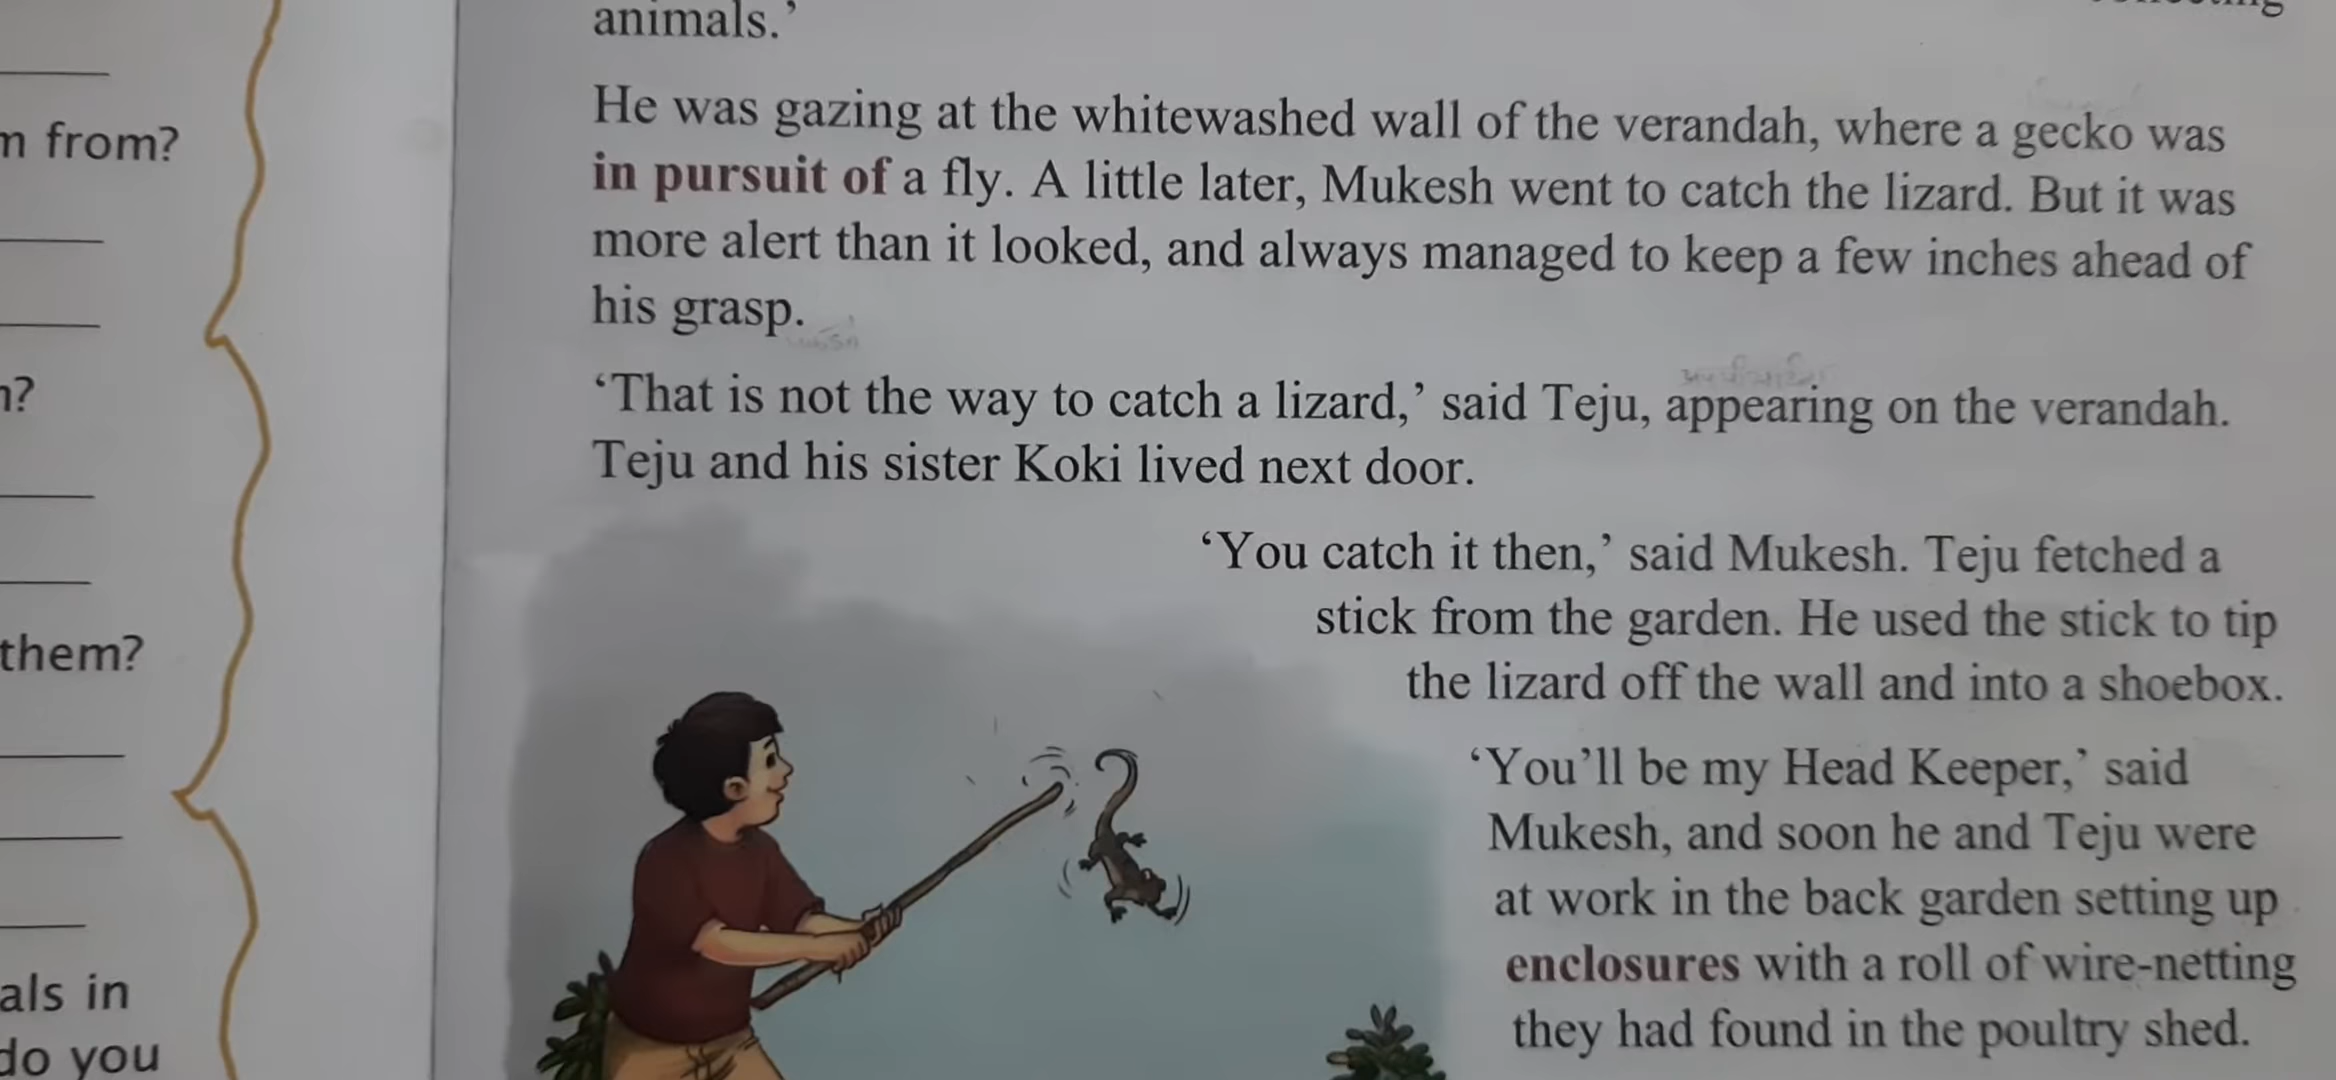 animals.’
He was gazing at the whitewashed wall of the verandah, where a gecko was
in pursuit of a fly. A little later, Mukesh went to catch the lizard. But it was
more alert than it looked, and always managed to keep a few inches ahead of
his grasp.
‘That is not the way to catch a lizard,’ said Teju, appearing on the verandah.
Teju and his sister Koki lived next door.
‘You catch it then,’ said Mukesh. Teju fetched a
stick from the garden. He used the stick to tip
the lizard off the wall and into a shoebox.
‘You’ll be my Head Keeper,’ said
Mukesh, and soon he and Teju were
at work in the back garden setting up
enclosures with a roll of wire-netting
they had found in the poultry shed.
from?
them?
in
you